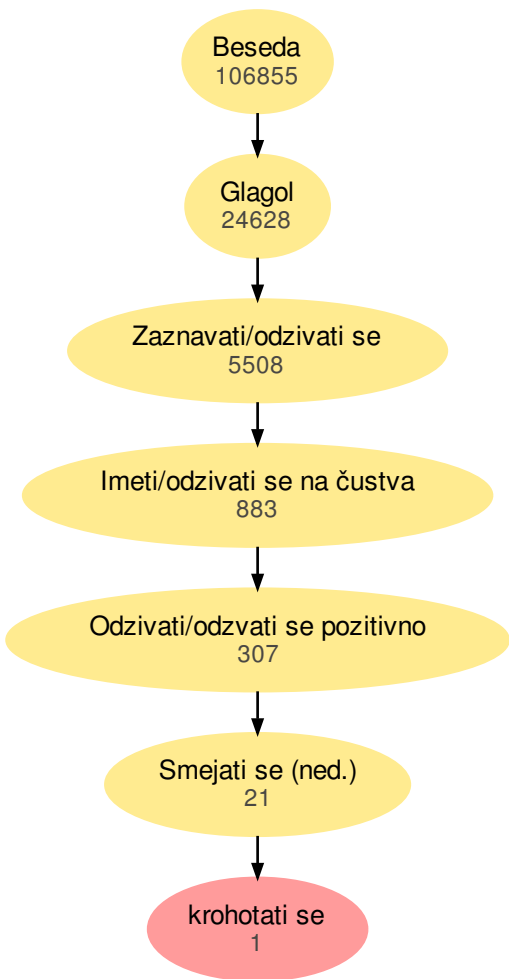 Beseda
106855
Glagol
24628
Zaznavati/odzivati se
5508
Imeti/odzivati se na čustva
883
Odzivati/odzvati se pozitivno
307
Smejati se (ned.)
21
krohotati se
1